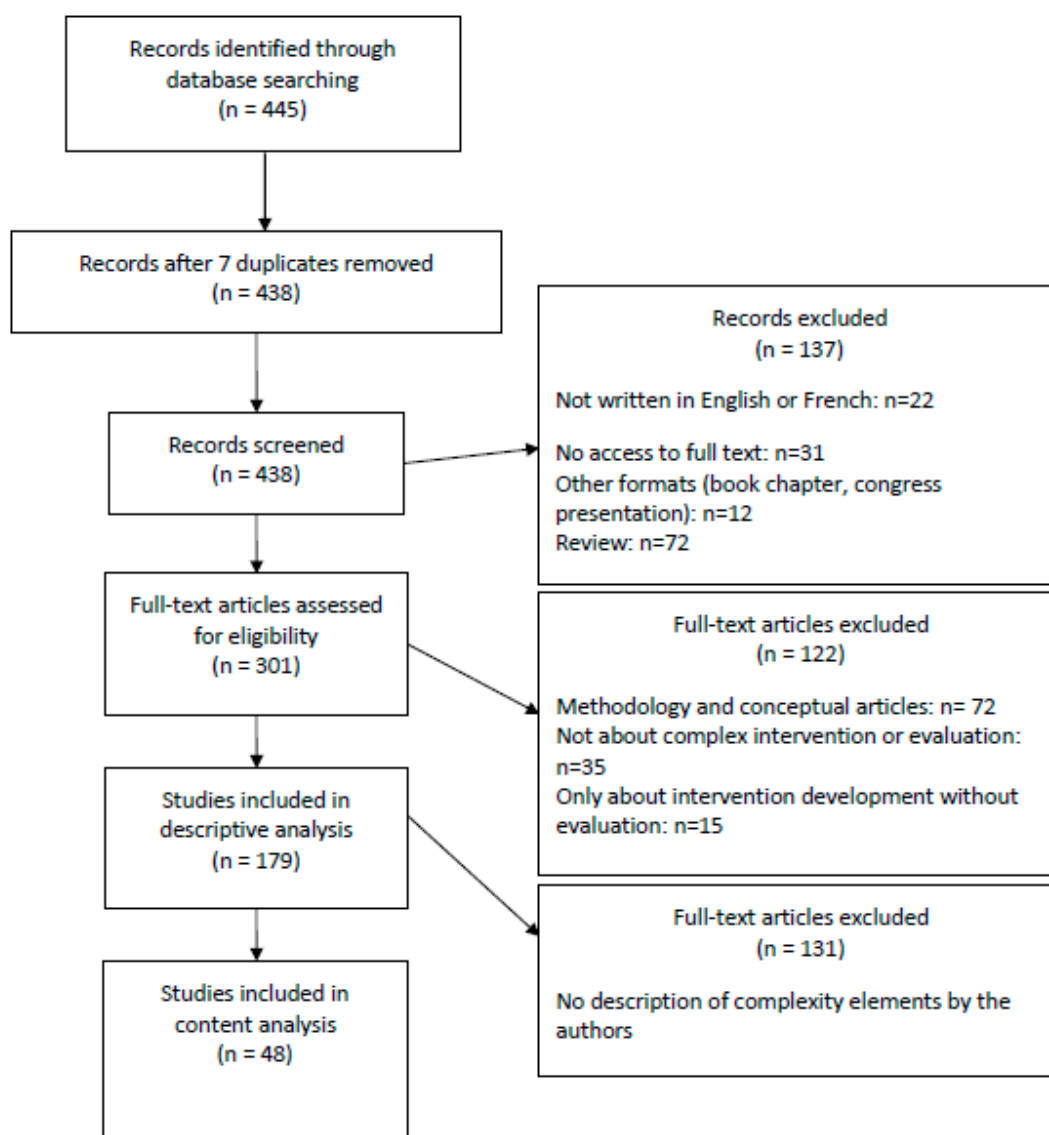 Records identified through
database searching
(n = 445)
Records after 7 duplicates removed
(n = 438)
Records excluded
(n = 137)
Not written in English or French: n=22
No access to full text: n=31
Other formats (book chapter, congress
presentation): n=12
Review: n=72
Records screened
(n = 438)
Full-text articles assessed
for eligibility
(n = 301)
Full-text articles excluded
(n = 122)
Methodology and conceptual articles: n= 72
Not about complex intervention or evaluation:
n=35
Only about intervention development without
evaluation: n=15
Studies included in
descriptive analysis
(n = 179)
Full-text articles excluded
(n = 131)
No description of complexity elements by the
authors
Studies included in
content analysis
(n = 48)